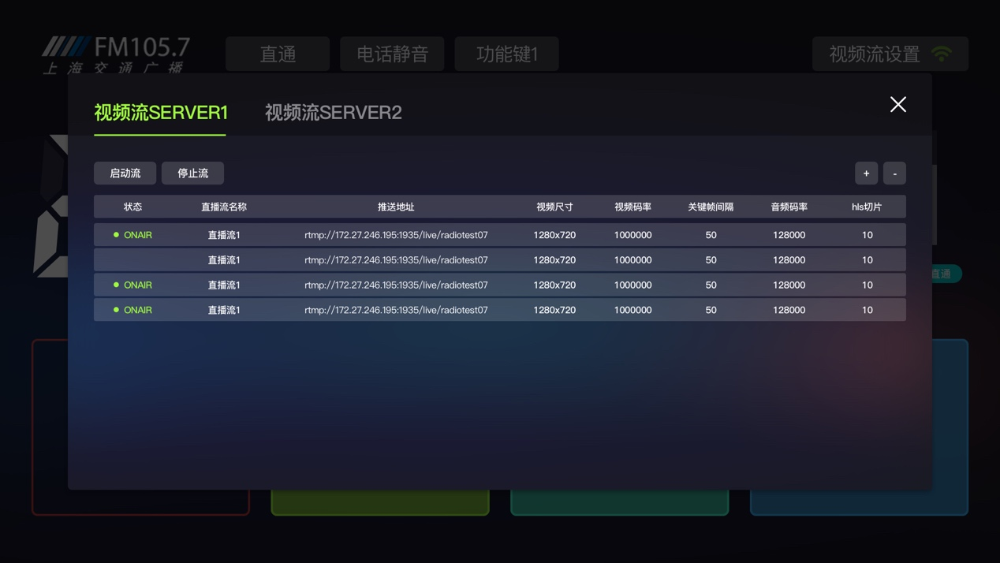 FM105.7
上海交通广播
直通 电话静音 功能键1 视频流设置
视频流SERVER1 视频流SERVER2
启动流 停止流 + -
状态 直播流名称 推送地址 视频尺寸 视频码率 关键帧间隔 音频码率 hls切片
ONAIR 直播流1 rtmp://172.27.246.195:1935/live/radiotest07 1280x720 1000000 50 128000 10
直播流1 rtmp://172.27.246.195:1935/live/radiotest07 1280x720 1000000 50 128000 10
直通
ONAIR 直播流1 rtmp://172.27.246.195:1935/live/radiotest07 1280x720 1000000 50 128000 10
ONAIR 直播流1 rtmp://172.27.246.195:1935/live/radiotest07 1280x720 1000000 50 128000 10